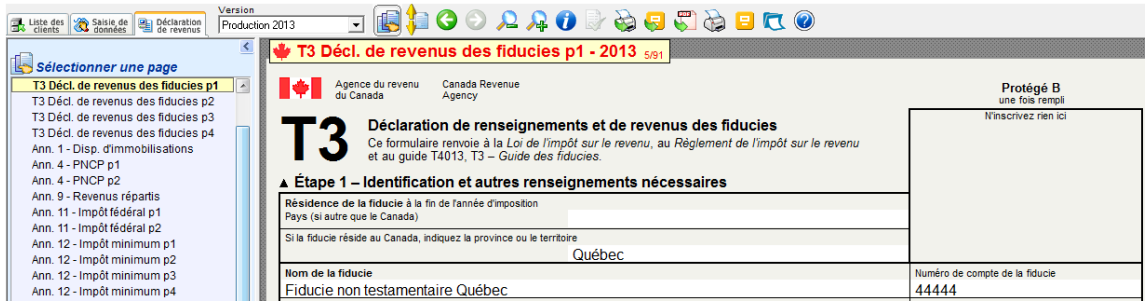 Liste des clients
Saisie de données
Déclaration de revenus
Version
Production 2013
Sélectionner une page
T3 Décl. de revenus des fiducies p1
T3 Décl. de revenus des fiducies p2
T3 Décl. de revenus des fiducies p3
T3 Décl. de revenus des fiducies p4
Ann. 1 - Disp. d'immobilisations
Ann. 4 - PNCP p1
Ann. 4 - PNCP p2
Ann. 9 - Revenus répartis
Ann. 11 - Impôt fédéral p1
Ann. 11 - Impôt fédéral p2
Ann. 12 - Impôt minimum p1
Ann. 12 - Impôt minimum p2
Ann. 12 - Impôt minimum p3
Ann. 12 - Impôt minimum p4
T3 Décl. de revenus des fiducies p1 - 2013 5/91
Agence du revenu du Canada
Canada Revenue Agency
Protégé B
une fois rempli
N'inscrivez rien ici
T3
Déclaration de renseignements et de revenus des fiducies
Ce formulaire renvoie à la Loi de l'impôt sur le revenu, au Règlement de l'impôt sur le revenu
et au guide T4013, T3 – Guide des fiducies.
▲ Étape 1 – Identification et autres renseignements nécessaires
Résidence de la fiducie à la fin de l'année d'imposition
Pays (si autre que le Canada)
Si la fiducie réside au Canada, indiquez la province ou le territoire
Québec
Nom de la fiducie
Fiducie non testamentaire Québec
Numéro de compte de la fiducie
44444